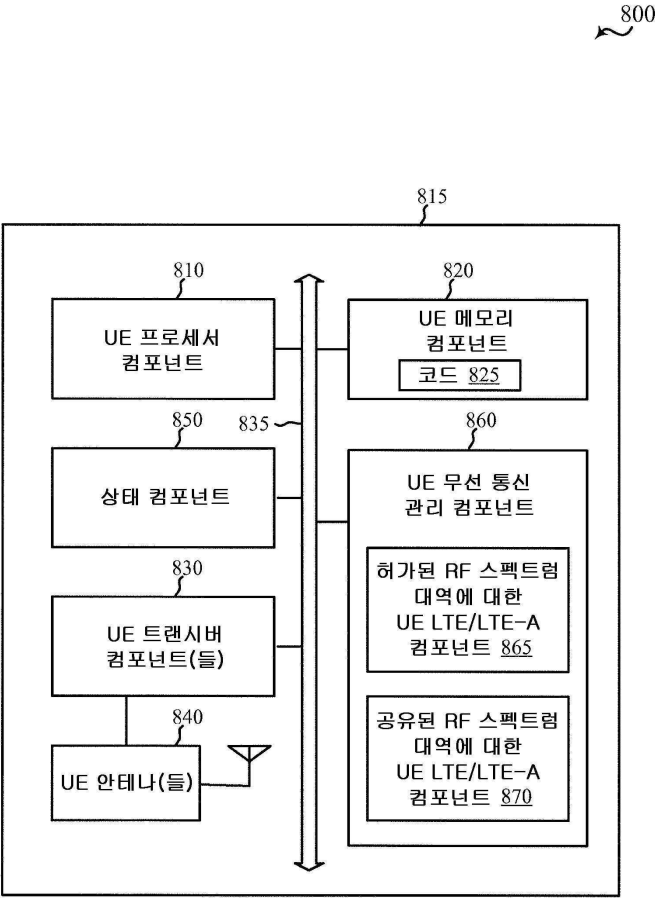 800
815
810
UE 프로세서
컴포넌트
820
UE 메모리
컴포넌트
코드 825
850
상태 컴포넌트
835
860
UE 무선 통신
관리 컴포넌트
허가된 RF 스펙트럼
대역에 대한
UE LTE/LTE-A
컴포넌트 865
830
UE 트랜시버
컴포넌트(들)
공유된 RF 스펙트럼
대역에 대한
UE LTE/LTE-A
컴포넌트 870
840
UE 안테나(들)